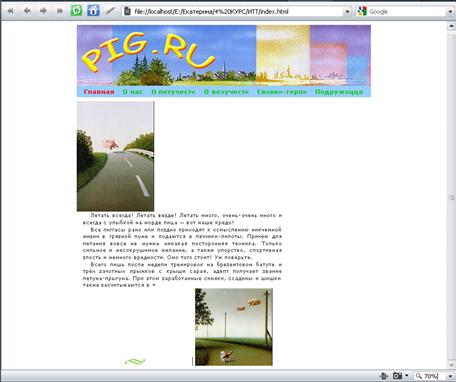 file://localhost/E:/Екатерина/4%20КУРС/ИТТ/index.html
Google
PIG.RU
Главная О нас О летучести О везучести Свинки-герои Подружиццо
Летать всегда! Летать везде! Летать много, очень-очень много и
всегда с улыбкой на морде лица — вот наше кредо!
Все пигасы рано или поздно приходят к осмыслению никчемной
жизни в грязной луже и подаются в лётчики-пилоты. Причём для
летания вовсе не нужна никакая посторонняя техника. Только
сильное и несокрушимое желание, а также упорство, спортивная
злость и немного вредности. Оно того стоит! Уж поверьте.
Всего лишь после недели тренировок на брезентовом батуте и
трёх зачотных прыжков с крыши сарая, адепт получает звание
летуна-прыгуна. При этом заработанные синяки, ссадины и шишки
также засчитываются в +
70%